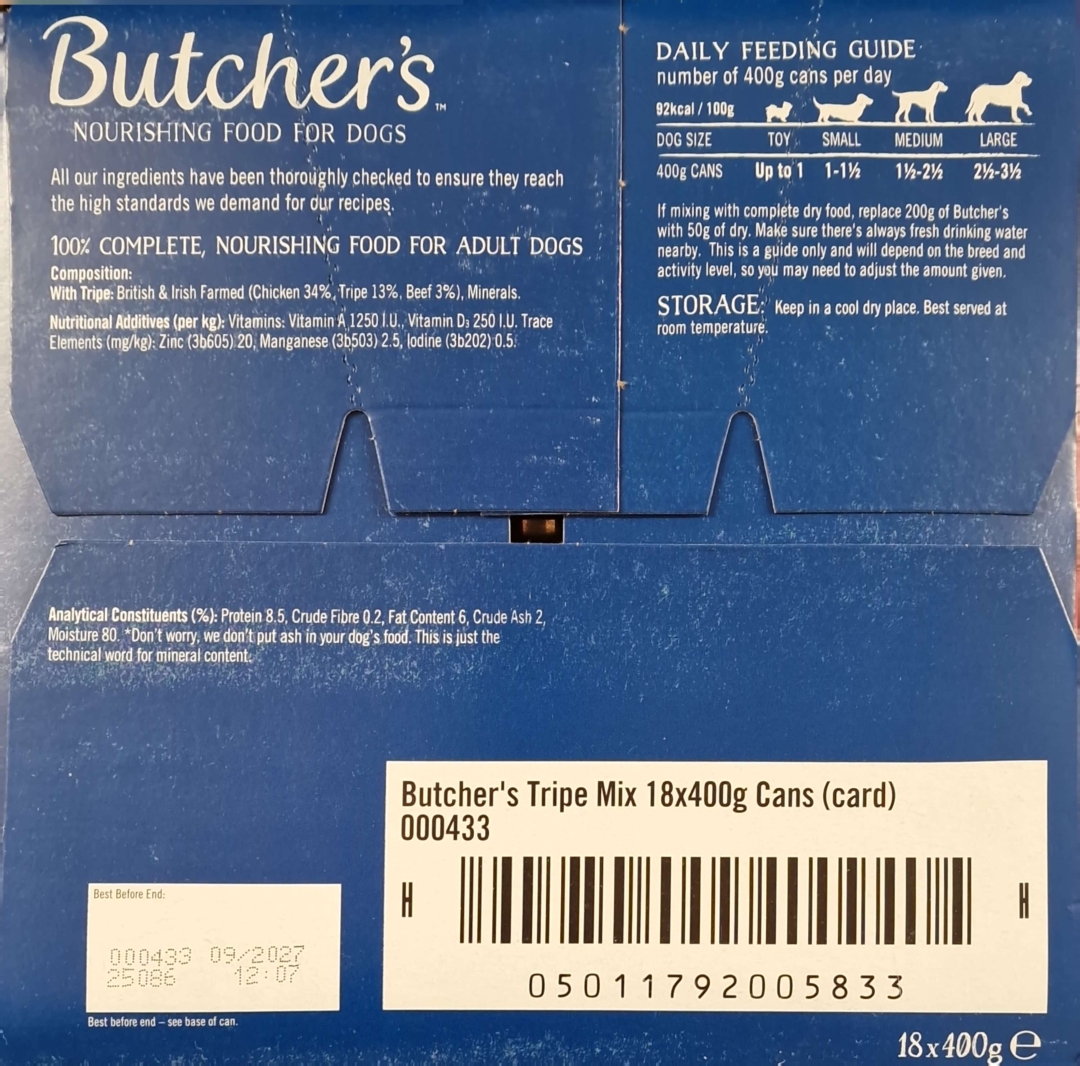 Butcher's™
NOURISHING FOOD FOR DOGS
All our ingredients have been thoroughly checked to ensure they reach
the high standards we demand for our recipes.
100% COMPLETE, NOURISHING FOOD FOR ADULT DOGS
Composition:
With Tripe: British & Irish Farmed (Chicken 34%, Tripe 13%, Beef 3%), Minerals.
Nutritional Additives (per kg): Vitamins: Vitamin A 1250 I.U., Vitamin D₃ 250 I.U. Trace
Elements (mg/kg): Zinc (3b605) 20, Manganese (3b503) 2.5, Iodine (3b202) 0.5.
DAILY FEEDING GUIDE
number of 400g cans per day
92kcal / 100g
DOG SIZE TOY SMALL MEDIUM LARGE
400g CANS Up to 1 1-1½ 1½-2½ 2½-3½
If mixing with complete dry food, replace 200g of Butcher's
with 50g of dry. Make sure there's always fresh drinking water
nearby. This is a guide only and will depend on the breed and
activity level, so you may need to adjust the amount given.
STORAGE: Keep in a cool dry place. Best served at
room temperature.
Analytical Constituents (%): Protein 8.5, Crude Fibre 0.2, Fat Content 6, Crude Ash 2,
Moisture 80. *Don't worry, we don't put ash in your dog's food. This is just the
technical word for mineral content.
Butcher's Tripe Mix 18x400g Cans (card)
000433
H H
05011792005833
Best Before End:
000433 09/2027
25086 12:07
Best before end – see base of can.
18x400g ℮